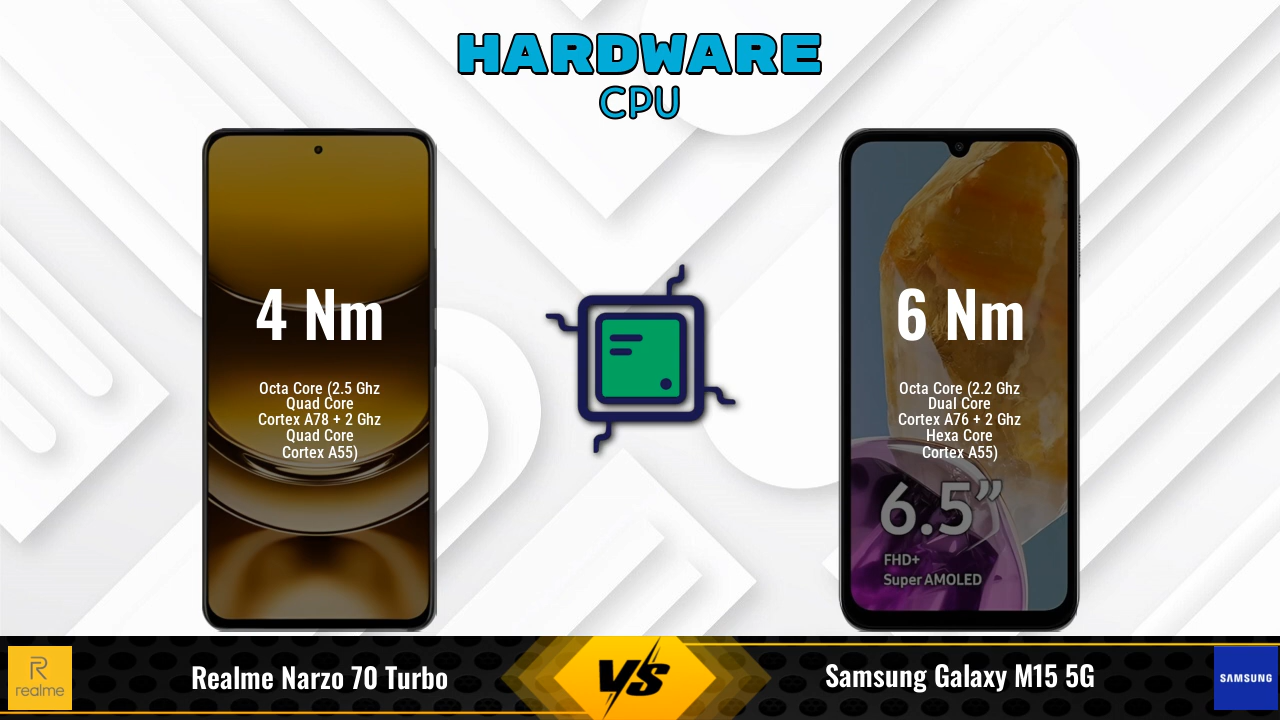 HARDWARE
CPU
4 Nm
Octa Core (2.5 Ghz
Quad Core
Cortex A78 + 2 Ghz
Quad Core
Cortex A55)
6 Nm
Octa Core (2.2 Ghz
Dual Core
Cortex A76 + 2 Ghz
Hexa Core
Cortex A55)
6.5”
FHD+
Super AMOLED
R
realme
Realme Narzo 70 Turbo
VS
Samsung Galaxy M15 5G
SAMSUNG